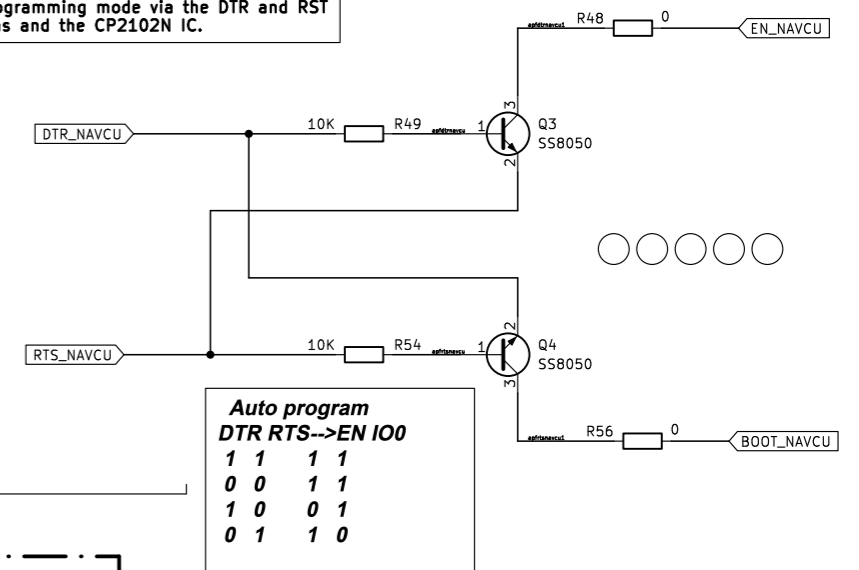 ogramming mode via the DTR and RST
s and the CP2102N IC.
R48 0
EN_NAVCU
apfdtrnavcu1
3
DTR_NAVCU
10K R49
apfdtrnavcu
1
Q3
SS8050
2
RTS_NAVCU
10K R54
apfrtsnavcu
1
2
Q4
SS8050
3
R56 0
apfrtsnavcu1
BOOT_NAVCU
Auto program
DTR RTS-->EN IO0
1 1 1 1
0 0 1 1
1 0 0 1
0 1 1 0